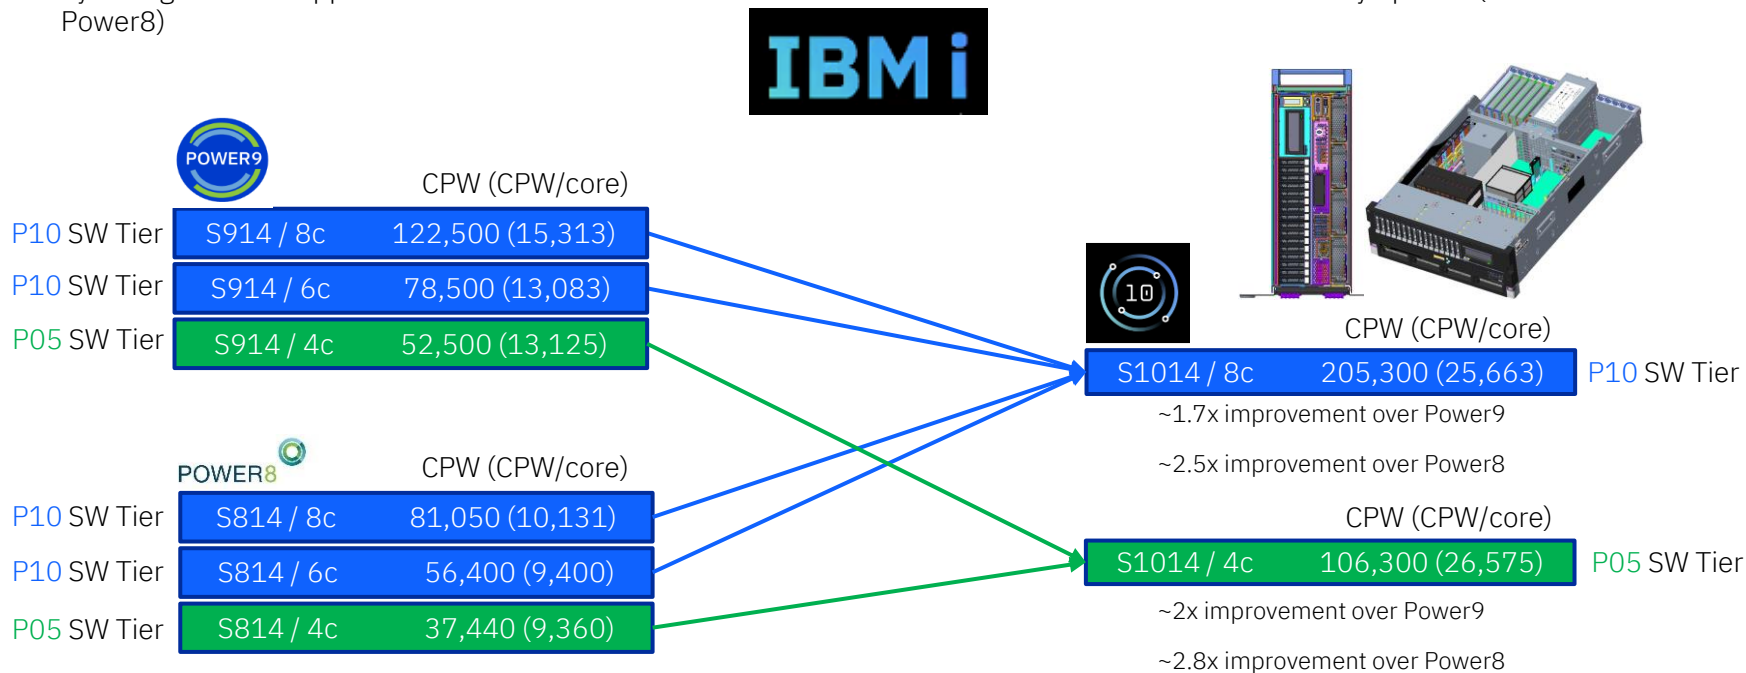 Power8)
IBM i
POWER9
CPW (CPW/core)
P10 SW Tier S914 / 8c 122,500 (15,313)
P10 SW Tier S914 / 6c 78,500 (13,083)
P05 SW Tier S914 / 4c 52,500 (13,125)
POWER8
CPW (CPW/core)
P10 SW Tier S814 / 8c 81,050 (10,131)
P10 SW Tier S814 / 6c 56,400 (9,400)
P05 SW Tier S814 / 4c 37,440 (9,360)
10
CPW (CPW/core)
S1014 / 8c 205,300 (25,663) P10 SW Tier
~1.7x improvement over Power9
~2.5x improvement over Power8
CPW (CPW/core)
S1014 / 4c 106,300 (26,575) P05 SW Tier
~2x improvement over Power9
~2.8x improvement over Power8